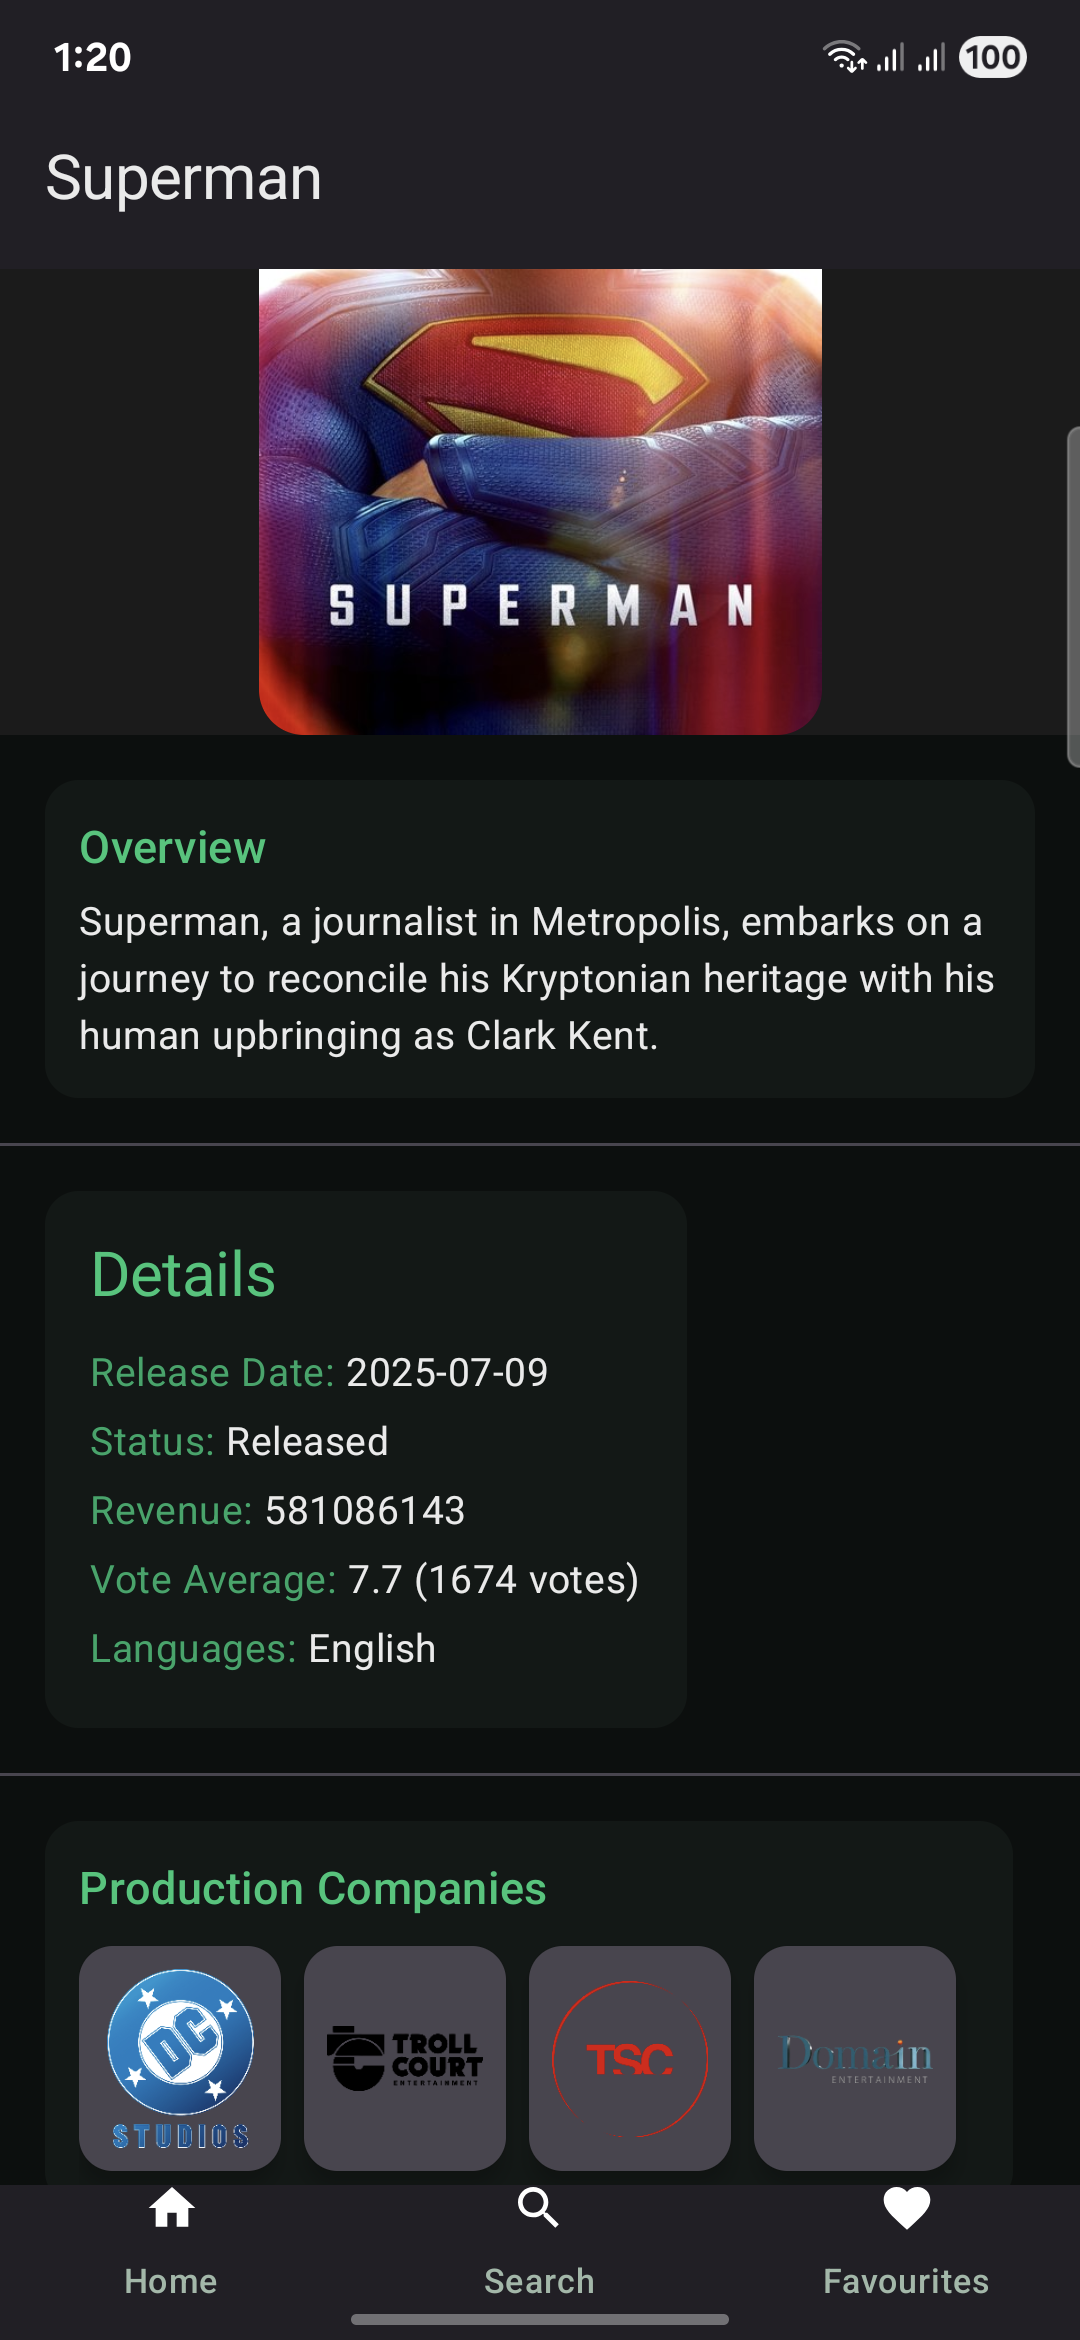 1:20
100
Superman
SUPERMAN
Overview
Superman, a journalist in Metropolis, embarks on a
journey to reconcile his Kryptonian heritage with his
human upbringing as Clark Kent.
Details
Release Date: 2025-07-09
Status: Released
Revenue: 581086143
Vote Average: 7.7 (1674 votes)
Languages: English
Production Companies
DC
STUDIOS
TROLL
COURT
ENTERTAINMENT
TSC
Domain
ENTERTAINMENT
Home
Search
Favourites